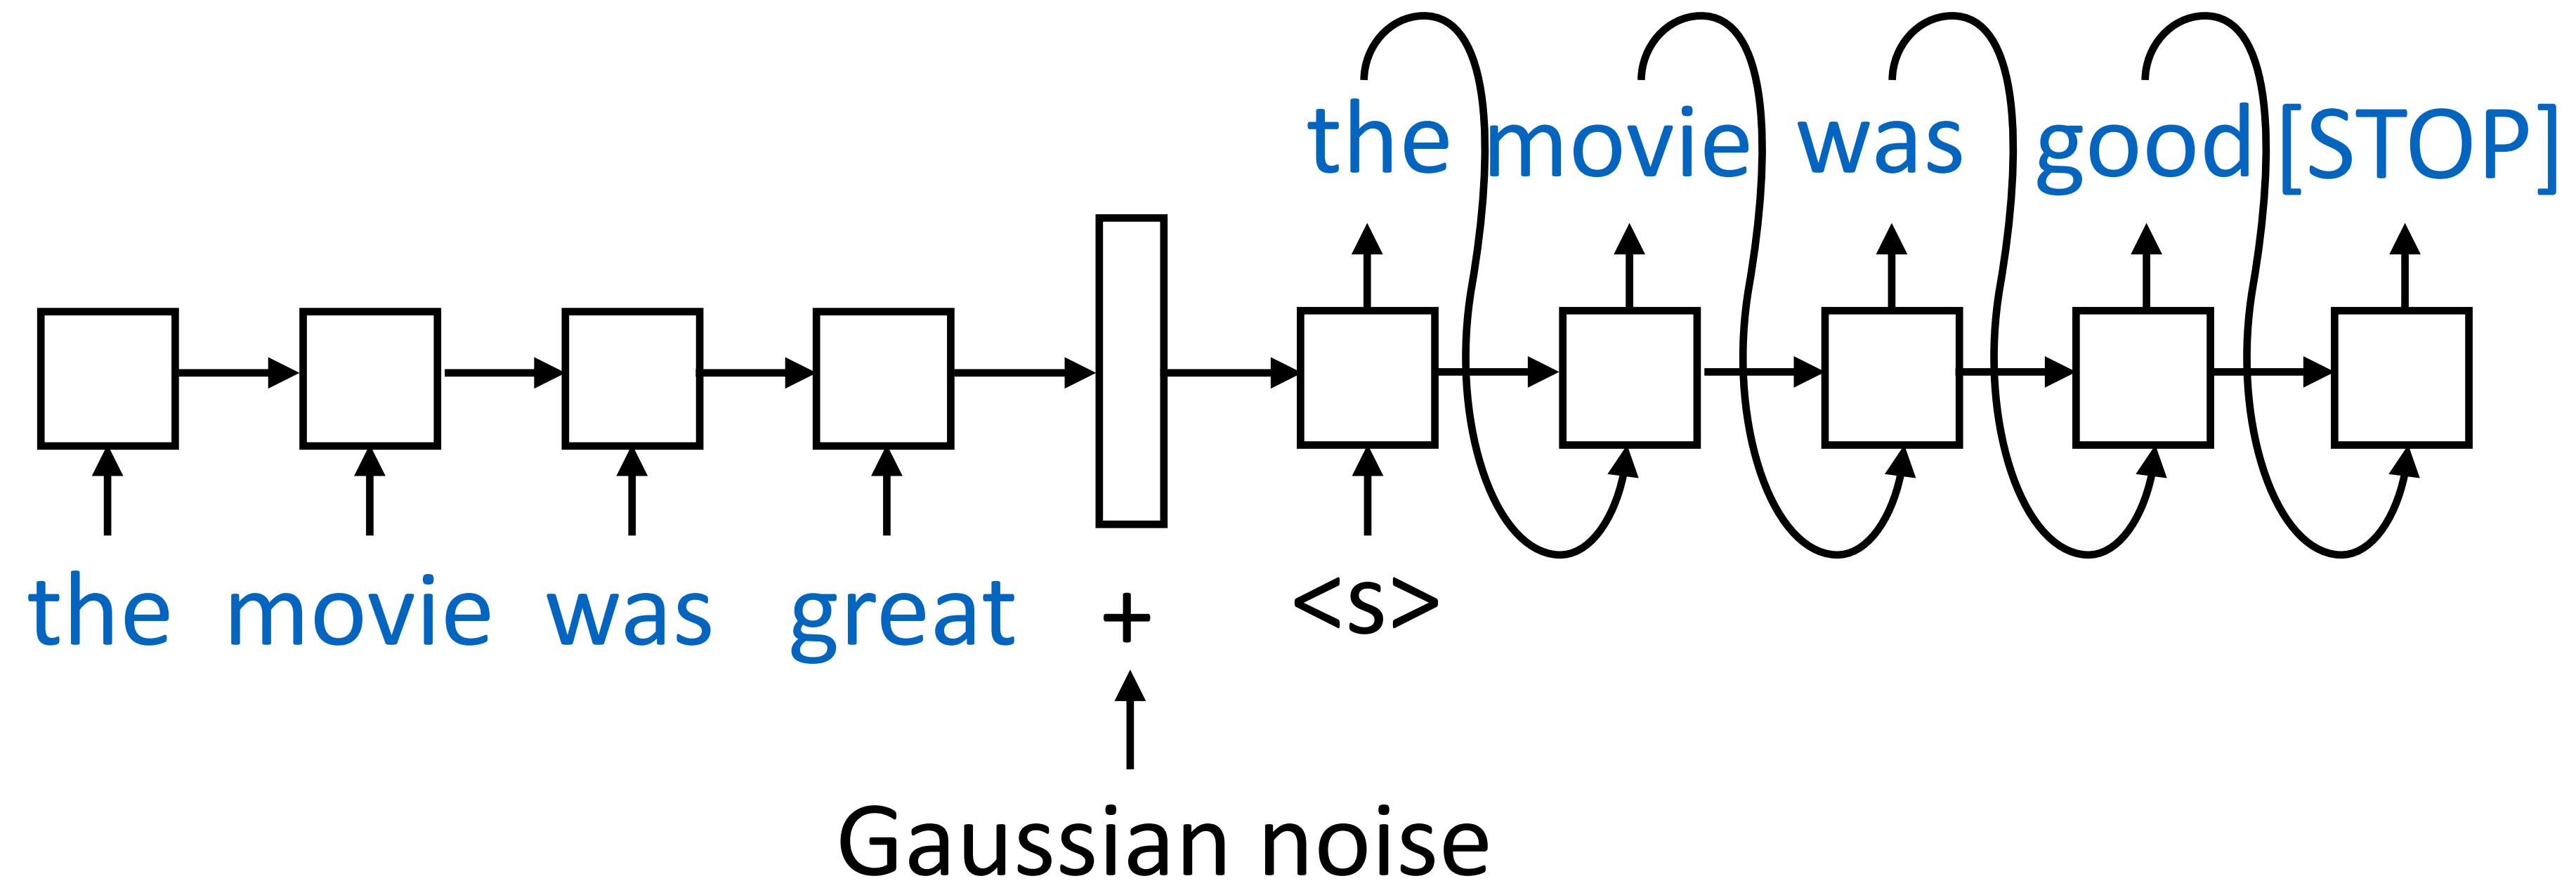 the movie was good [STOP]
the movie was great + <s>
Gaussian noise